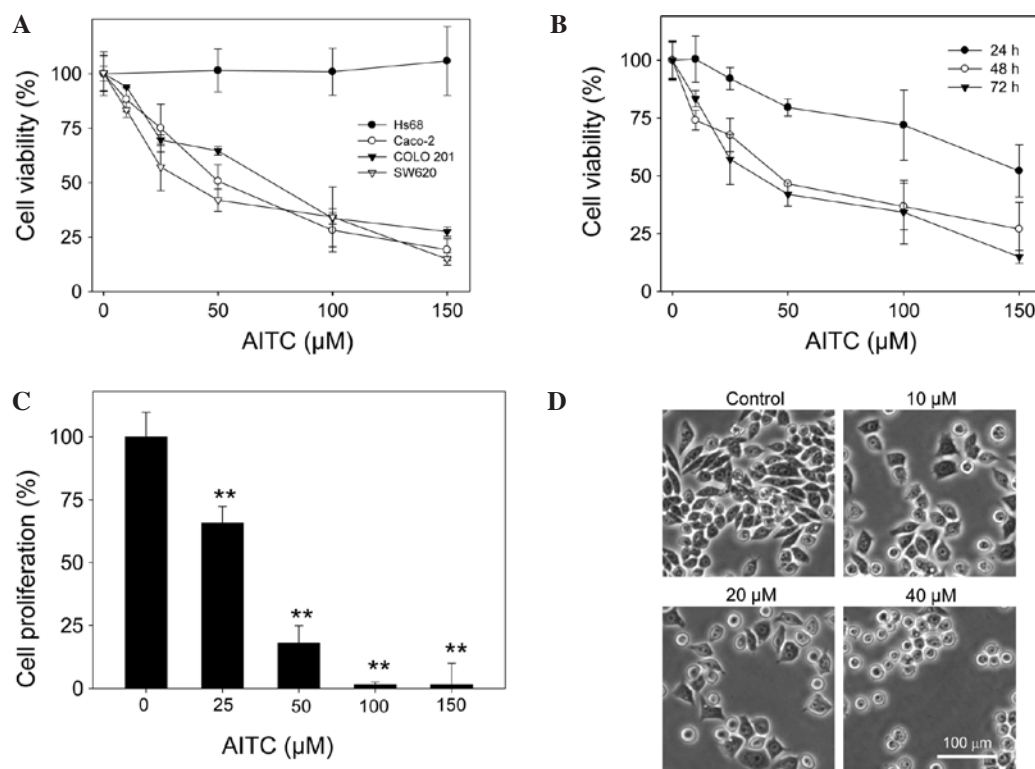 A
Cell viability (%)
100
75
50
25
0
Hs68
Caco-2
COLO 201
SW620
0 50 100 150
AITC (µM)
B
Cell viability (%)
100
75
50
25
0
24 h
48 h
72 h
0 50 100 150
AITC (µM)
C
Cell proliferation (%)
100
75
50
25
0
**
**
**
**
0 25 50 100 150
AITC (µM)
D
Control 10 µM
20 µM 40 µM
100 µm